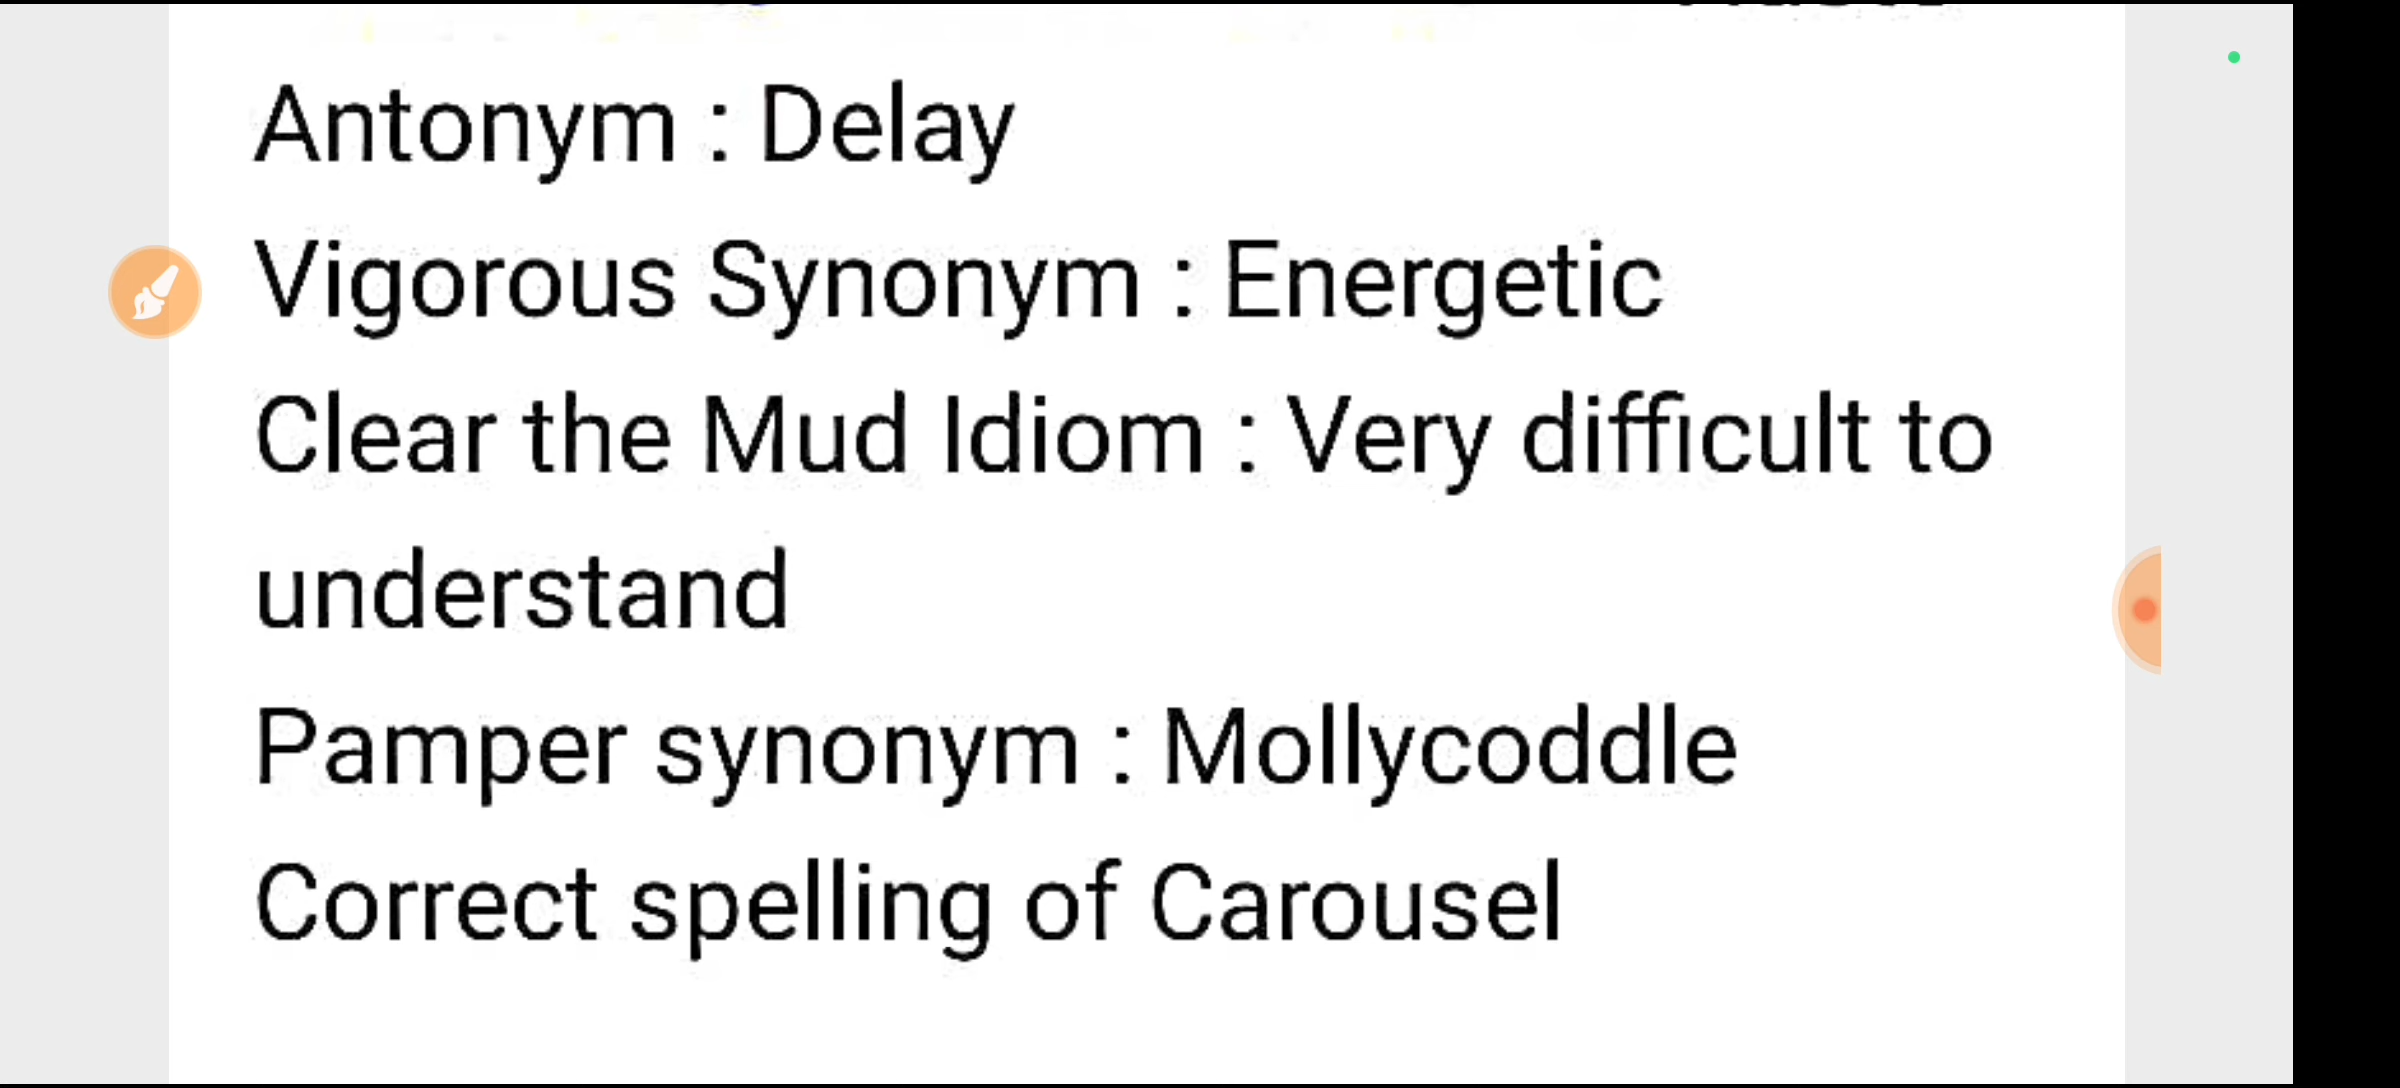 Antonym : Delay
Vigorous Synonym : Energetic
Clear the Mud Idiom : Very difficult to
understand
Pamper synonym : Mollycoddle
Correct spelling of Carousel